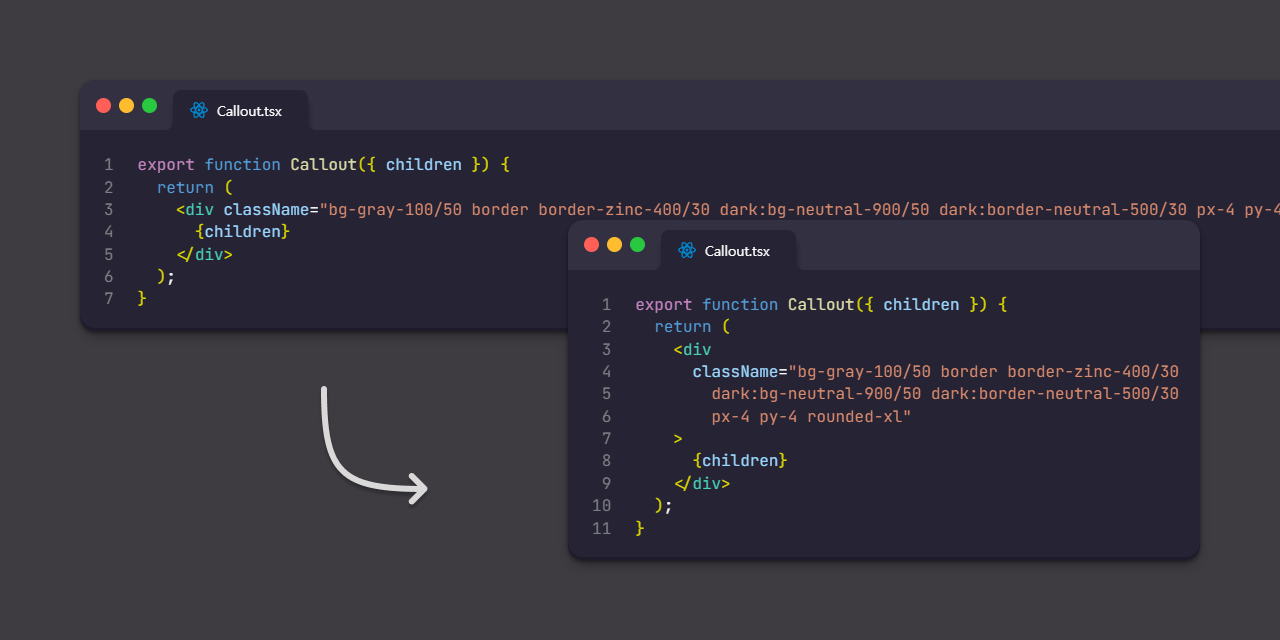 Callout.tsx
1 export function Callout({ children }) {
2 return (
3 <div className="bg-gray-100/50 border border-zinc-400/30 dark:bg-neutral-900/50 dark:border-neutral-500/30 px-4 py-4
4 {children}
5 </div>
6 );
7 }
Callout.tsx
1 export function Callout({ children }) {
2 return (
3 <div
4 className="bg-gray-100/50 border border-zinc-400/30
5 dark:bg-neutral-900/50 dark:border-neutral-500/30
6 px-4 py-4 rounded-xl"
7 >
8 {children}
9 </div>
10 );
11 }